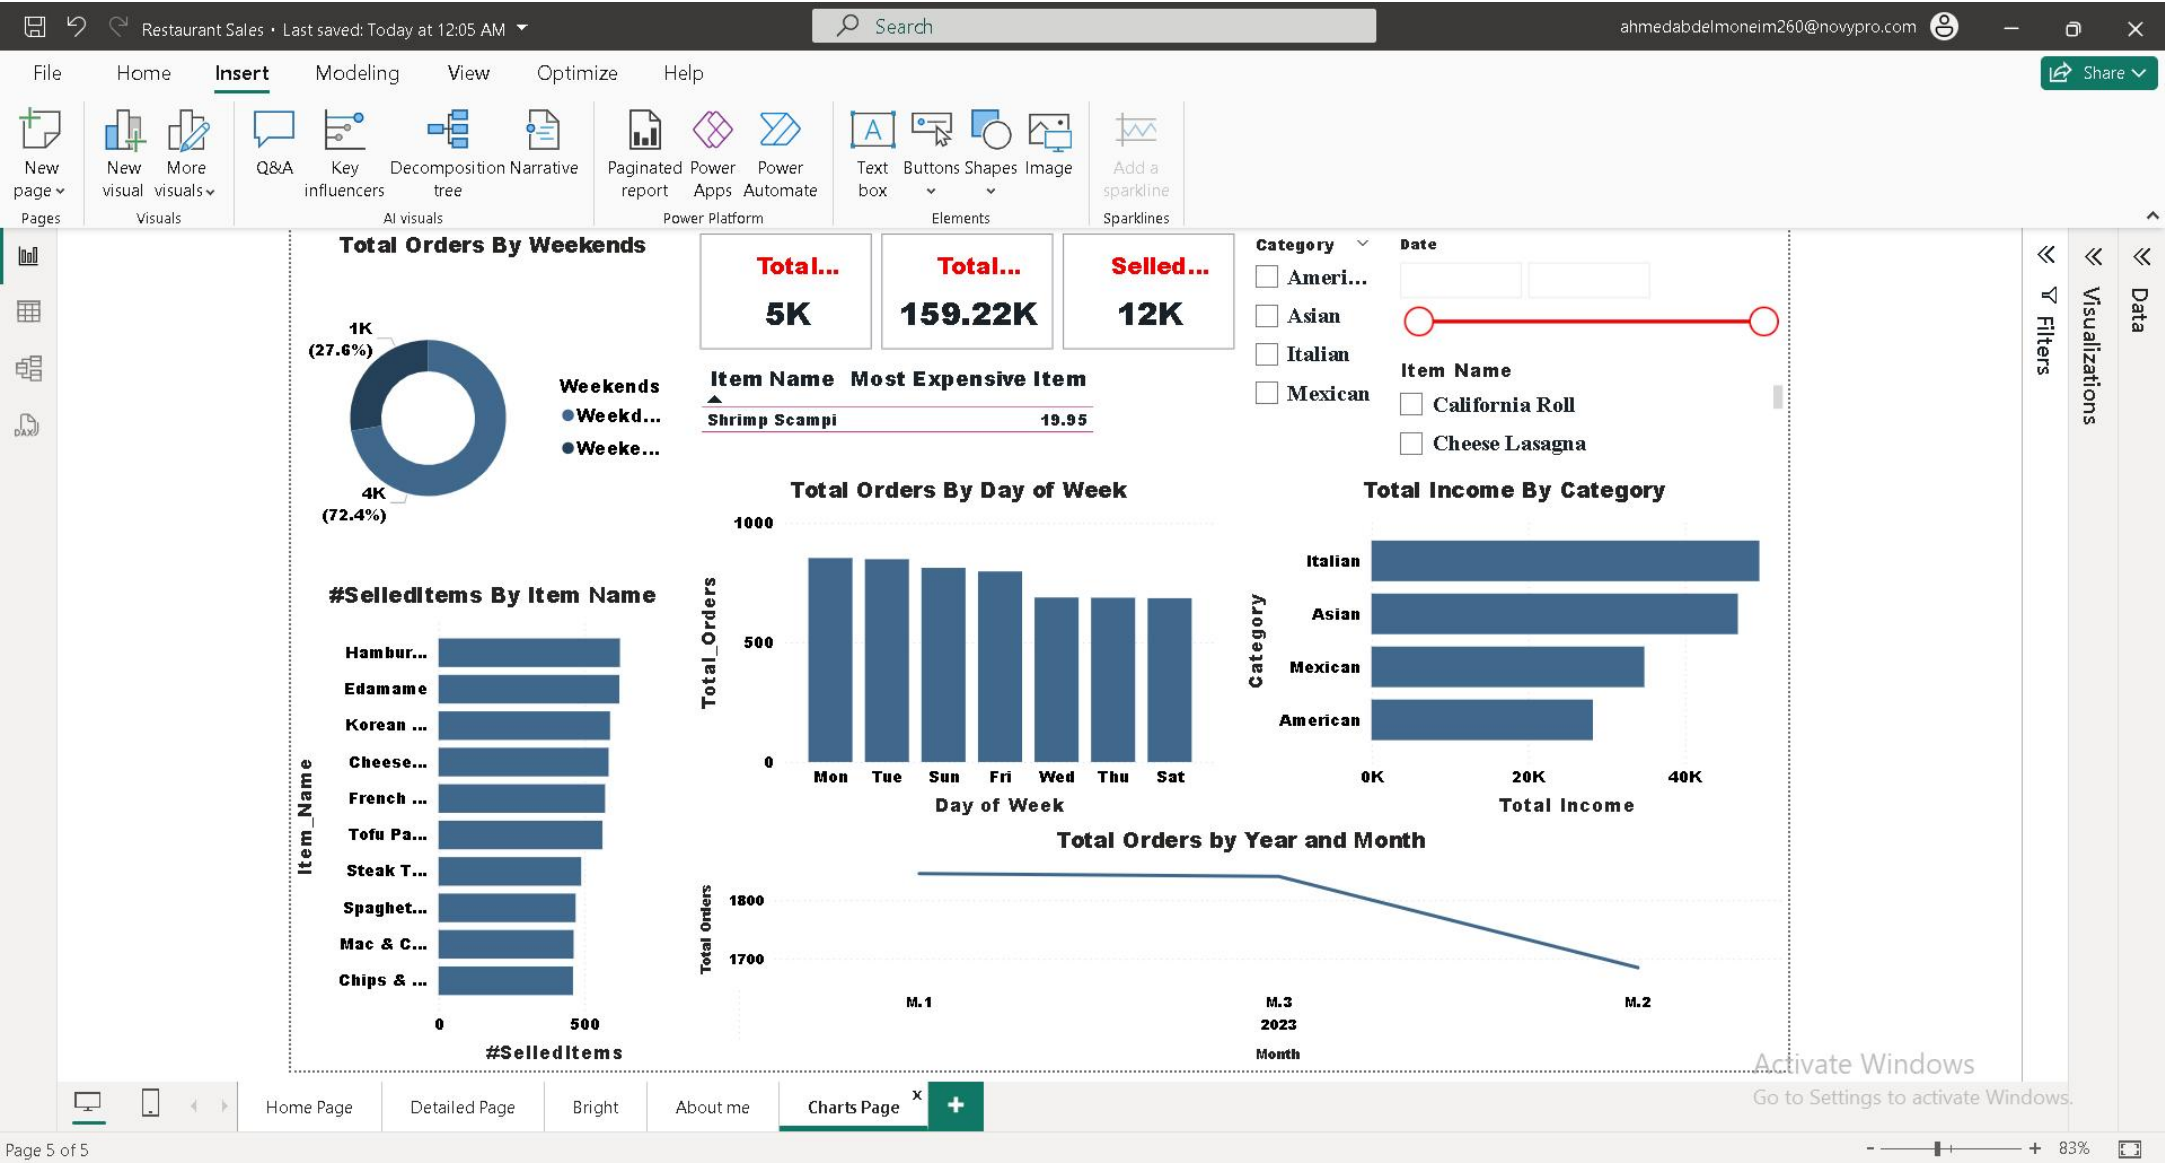 Restaurant Sales • Last saved: Today at 12:05 AM
Search
ahmedabdelmoneim260@novypro.com
File Home Insert Modeling View Optimize Help
Share
New page
New visual
More visuals
Q&A
Key influencers
Decomposition tree
Narrative
Paginated report
Power Apps
Power Automate
Text box
Buttons
Shapes
Image
Add a sparkline
Pages
Visuals
AI visuals
Power Platform
Elements
Sparklines
DAX
Total Orders By Weekends
1K
(27.6%)
4K
(72.4%)
Weekends
Weekd...
Weeke...
Total...
5K
Total...
159.22K
Selled...
12K
Item Name Most Expensive Item
Shrimp Scampi 19.95
Category
Ameri...
Asian
Italian
Mexican
Date
Item Name
California Roll
Cheese Lasagna
Filters
Visualizations
Data
#SelledItems By Item Name
Item_Name
Hambur...
Edamame
Korean ...
Cheese...
French ...
Tofu Pa...
Steak T...
Spaghet...
Mac & C...
Chips & ...
0 500
#SelledItems
Total Orders By Day of Week
Total_Orders
1000
500
0
Mon Tue Sun Fri Wed Thu Sat
Day of Week
Total Income By Category
Category
Italian
Asian
Mexican
American
0K 20K 40K
Total Income
Total Orders by Year and Month
Total Orders
1800
1700
M.1 M.3 M.2
2023
Month
Activate Windows
Go to Settings to activate Windows.
Home Page
Detailed Page
Bright
About me
Charts Page x
+
Page 5 of 5
- + 83%